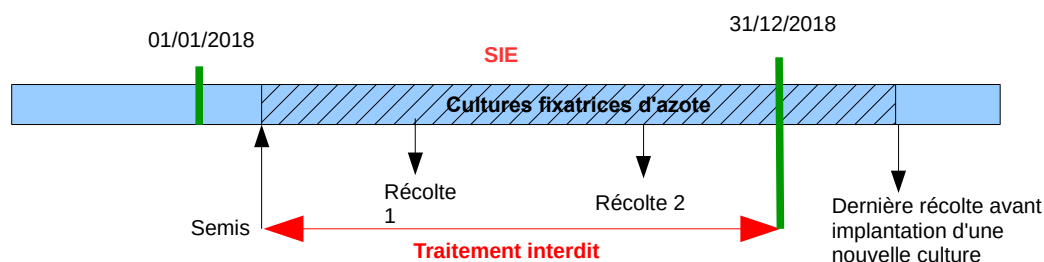 31/12/2018
01/01/2018
SIE
Cultures fixatrices d'azote
Récolte
1
Récolte 2
Dernière récolte avant
implantation d'une
nouvelle culture
Semis
Traitement interdit